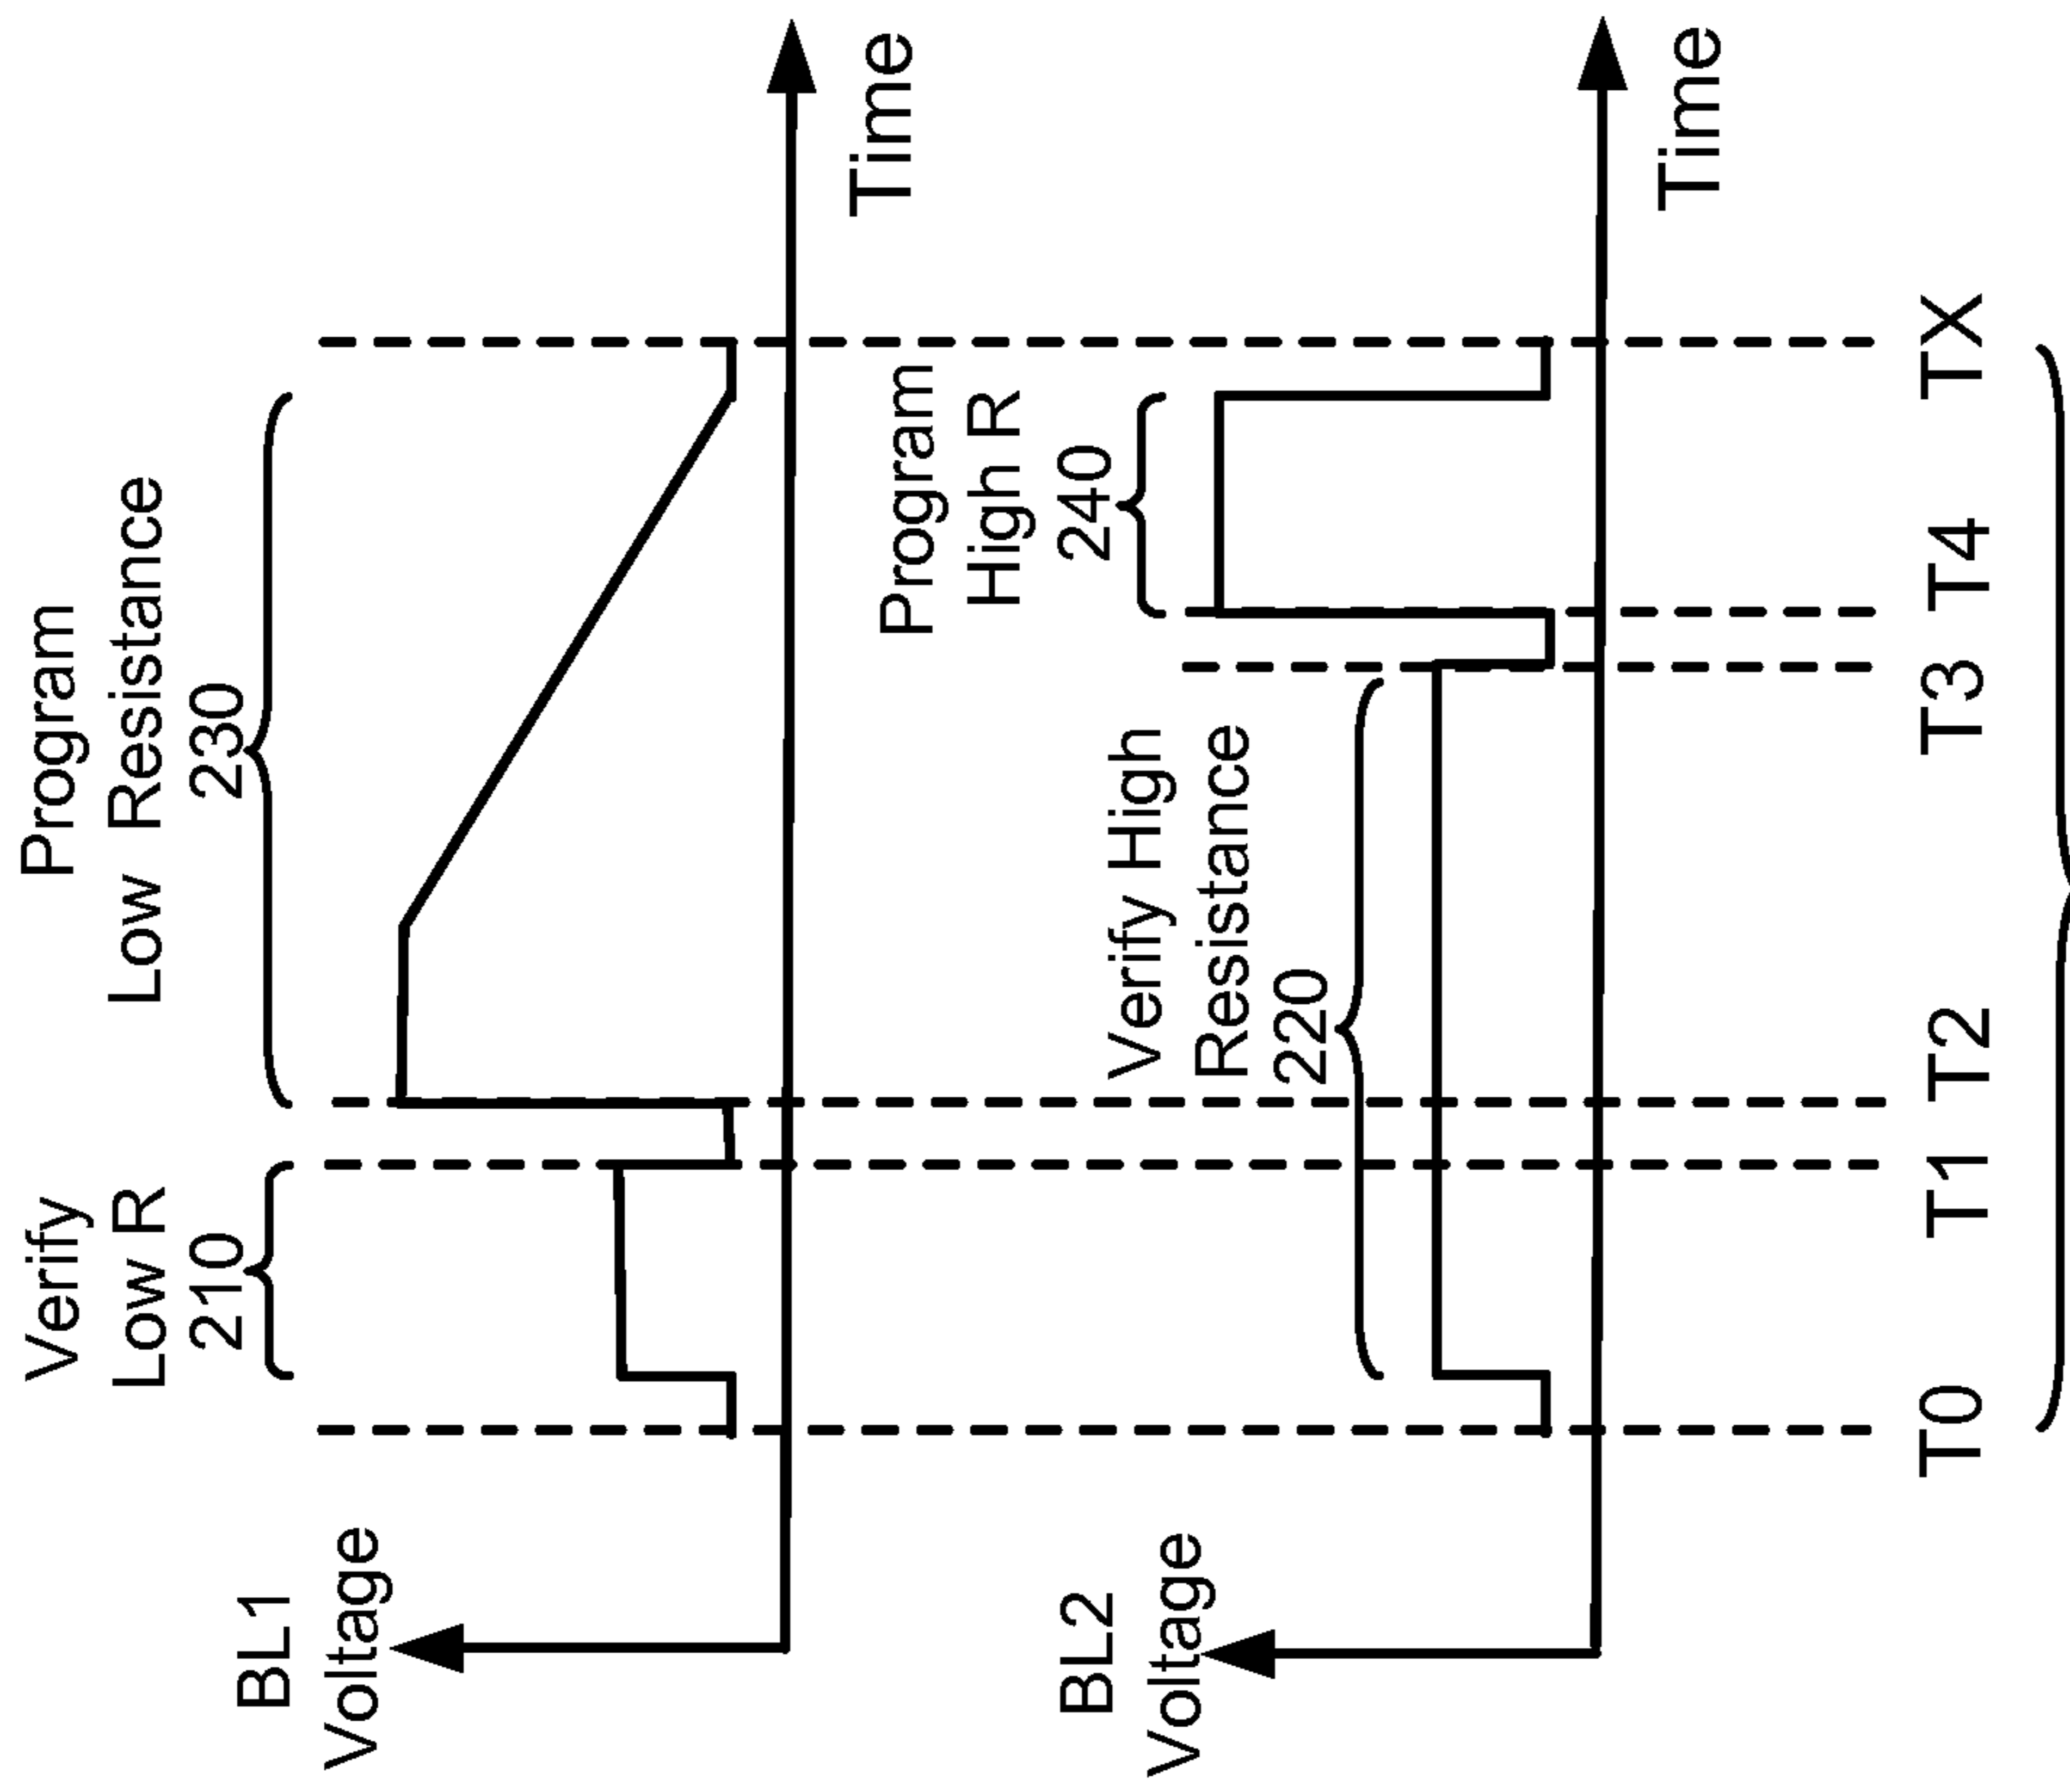 BL1
Voltage
Verify
Low R
210
Program
Low Resistance
230
Time
BL2
Voltage
Verify High
Resistance
220
Program
High R
240
Time
T0
T1
T2
T3
T4
TX